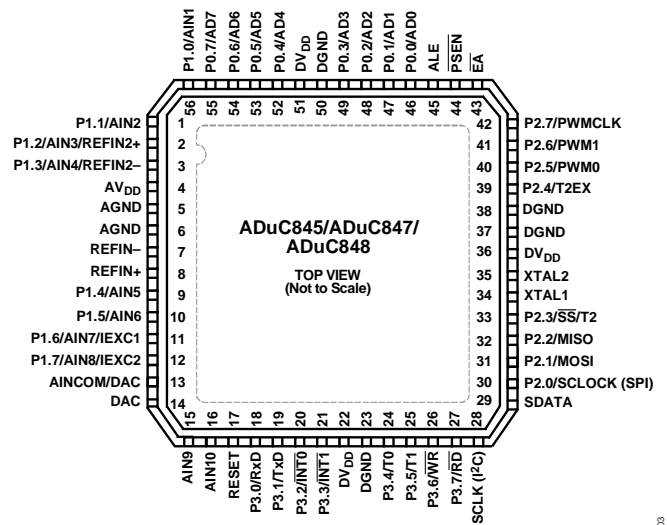 P1.0/AIN1
P0.7/AD7
P0.6/AD6
P0.5/AD5
P0.4/AD4
DVDD
DGND
P0.3/AD3
P0.2/AD2
P0.1/AD1
P0.0/AD0
ALE
PSEN
EA
56
55
54
53
52
51
50
49
48
47
46
45
44
43
P1.1/AIN2 1
P1.2/AIN3/REFIN2+ 2
P1.3/AIN4/REFIN2– 3
AVDD 4
AGND 5
AGND 6
REFIN– 7
REFIN+ 8
P1.4/AIN5 9
P1.5/AIN6 10
P1.6/AIN7/IEXC1 11
P1.7/AIN8/IEXC2 12
AINCOM/DAC 13
DAC 14
ADuC845/ADuC847/
ADuC848
TOP VIEW
(Not to Scale)
42 P2.7/PWMCLK
41 P2.6/PWM1
40 P2.5/PWM0
39 P2.4/T2EX
38 DGND
37 DGND
36 DVDD
35 XTAL2
34 XTAL1
33 P2.3/SS/T2
32 P2.2/MISO
31 P2.1/MOSI
30 P2.0/SCLOCK (SPI)
29 SDATA
15
16
17
18
19
20
21
22
23
24
25
26
27
28
AIN9
AIN10
RESET
P3.0/RxD
P3.1/TxD
P3.2/INT0
P3.3/INT1
DVDD
DGND
P3.4/T0
P3.5/T1
P3.6/WR
P3.7/RD
SCLK (I²C)